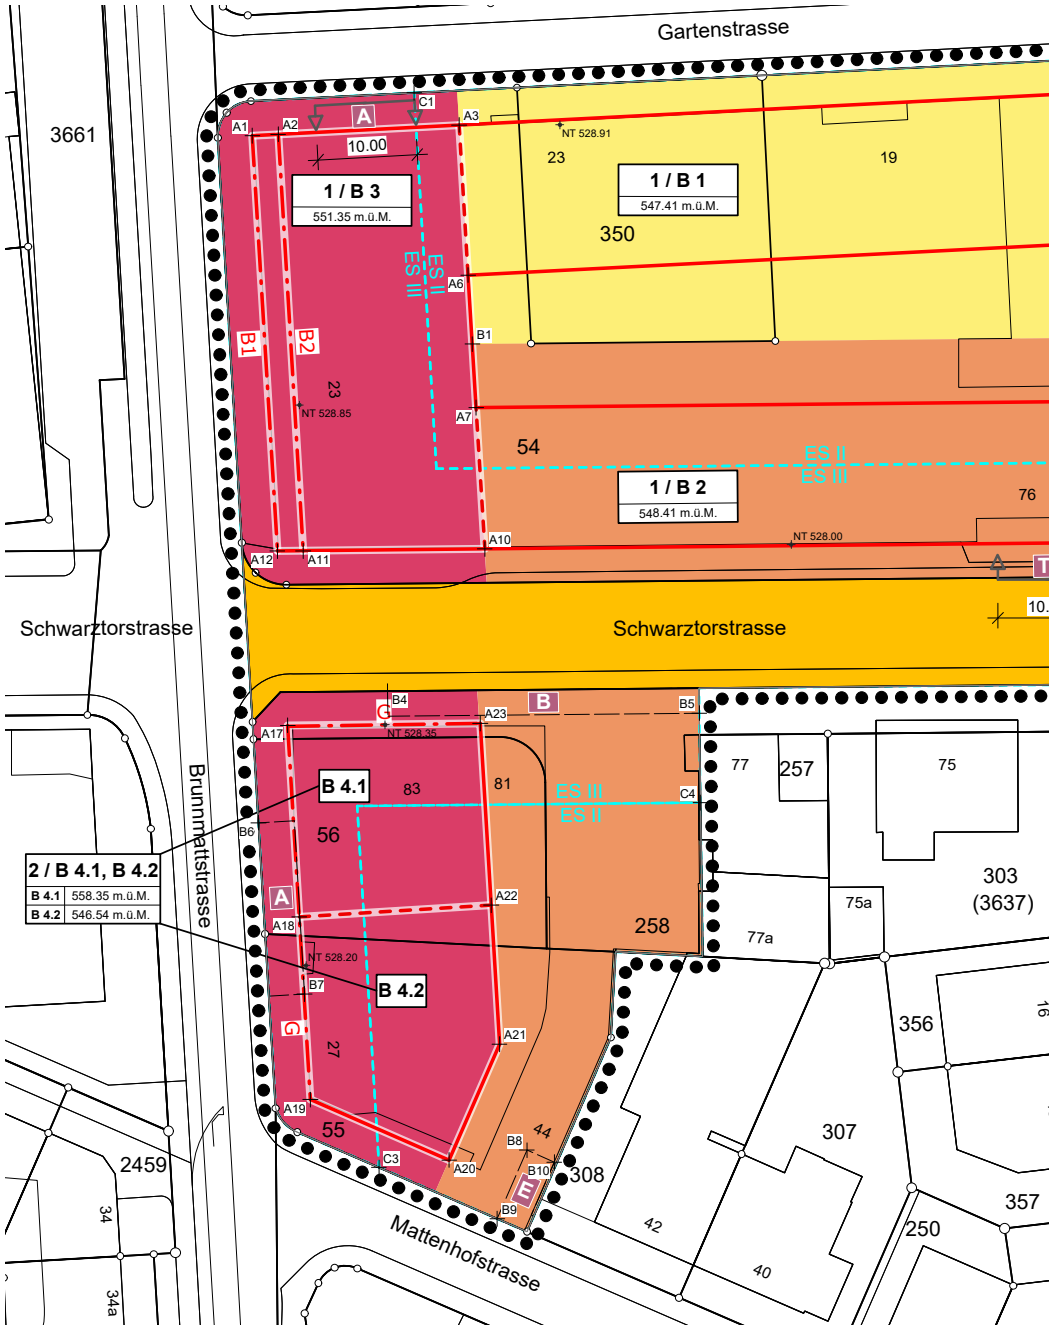 Gartenstrasse
3661
C1
A1
A2
A
A3
10.00
NT 528.91
23
19
1 / B 3
551.35 m.ü.M.
1 / B 1
547.41 m.ü.M.
350
ES II
ES III
A6
B1
B2
B1
23
NT 528.85
A7
54
ES II
ES III
1 / B 2
548.41 m.ü.M.
76
A12
A11
A10
NT 528.00
T
10.
Schwarztorstrasse
Schwarztorstrasse
B4
B
B5
G
A23
A17
NT 528.35
Brunnmattstrasse
B 4.1
83
81
ES III
ES II
C4
77
257
75
B6
56
2 / B 4.1, B 4.2
B 4.1 558.35 m.ü.M.
B 4.2 546.54 m.ü.M.
A
A18
A22
258
77a
75a
303
(3637)
NT 528.20
B7
B 4.2
G
27
A21
356
16
A19
55
C3
A20
44
B8
B10
E
B9
308
307
2459
34
34a
Mattenhofstrasse
42
40
250
357